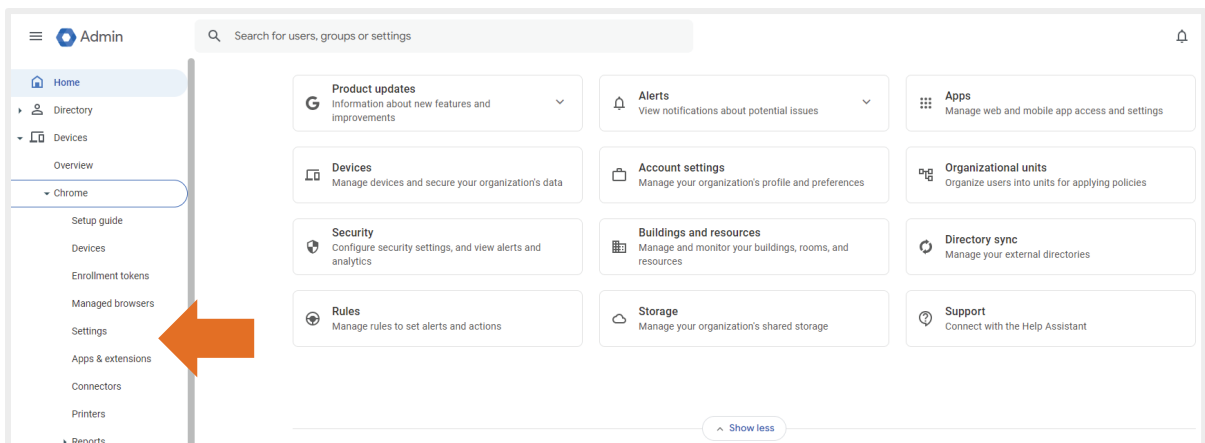 Admin
Search for users, groups or settings
Home
Directory
Devices
Overview
Chrome
Setup guide
Devices
Enrollment tokens
Managed browsers
Settings
Apps & extensions
Connectors
Printers
Reports
Product updates
Information about new features and
improvements
Alerts
View notifications about potential issues
Apps
Manage web and mobile app access and settings
Devices
Manage devices and secure your organization's data
Account settings
Manage your organization's profile and preferences
Organizational units
Organize users into units for applying policies
Security
Configure security settings, and view alerts and
analytics
Buildings and resources
Manage and monitor your buildings, rooms, and
resources
Directory sync
Manage your external directories
Rules
Manage rules to set alerts and actions
Storage
Manage your organization's shared storage
Support
Connect with the Help Assistant
Show less